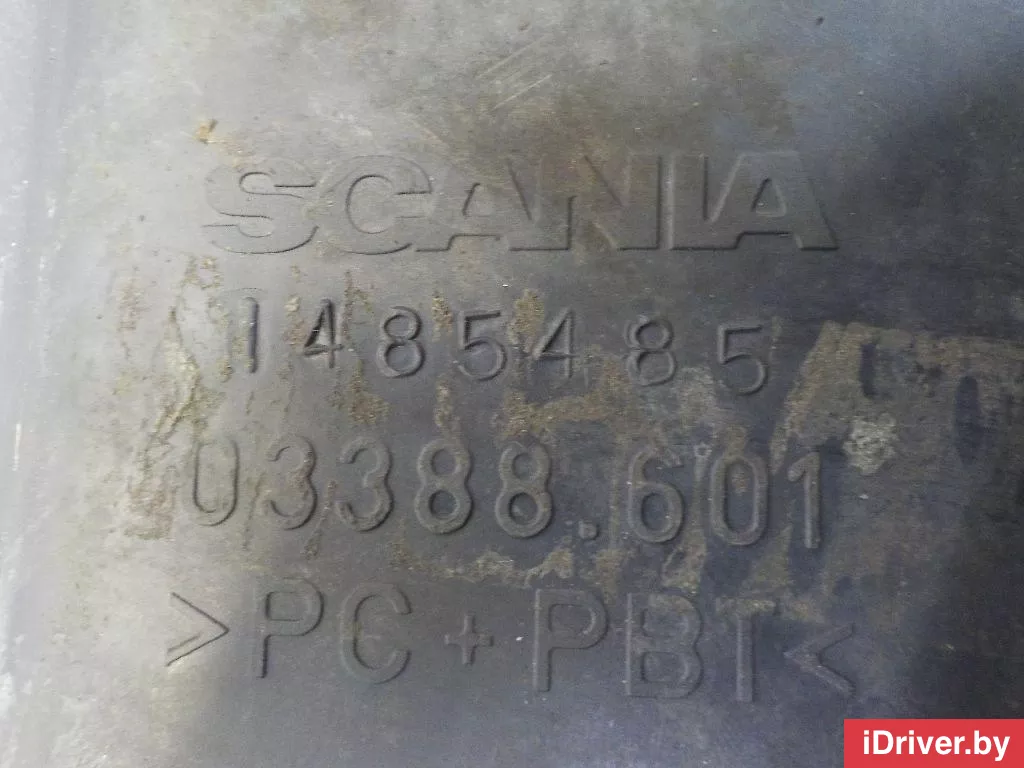 SCANIA
1485485
03388.601
>PC+PBT<
iDriver.by